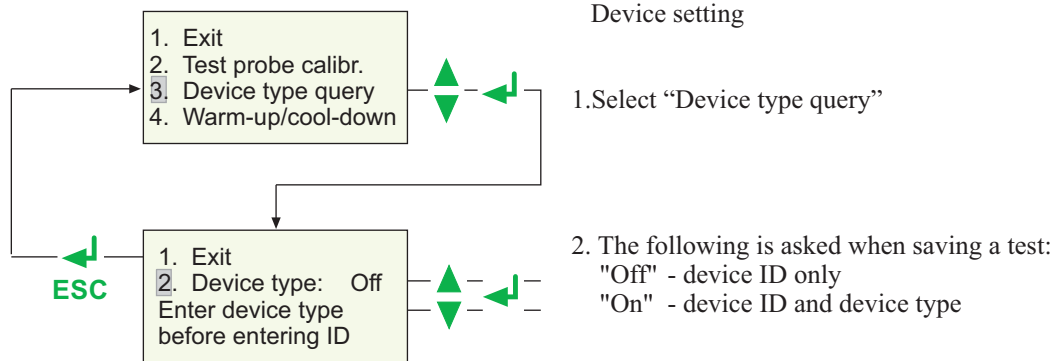 Device setting
1. Exit
2. Test probe calibr.
3. Device type query
4. Warm-up/cool-down
1.Select “Device type query”
1. Exit
2. Device type: Off
Enter device type
before entering ID
ESC
2. The following is asked when saving a test:
"Off" - device ID only
"On" - device ID and device type